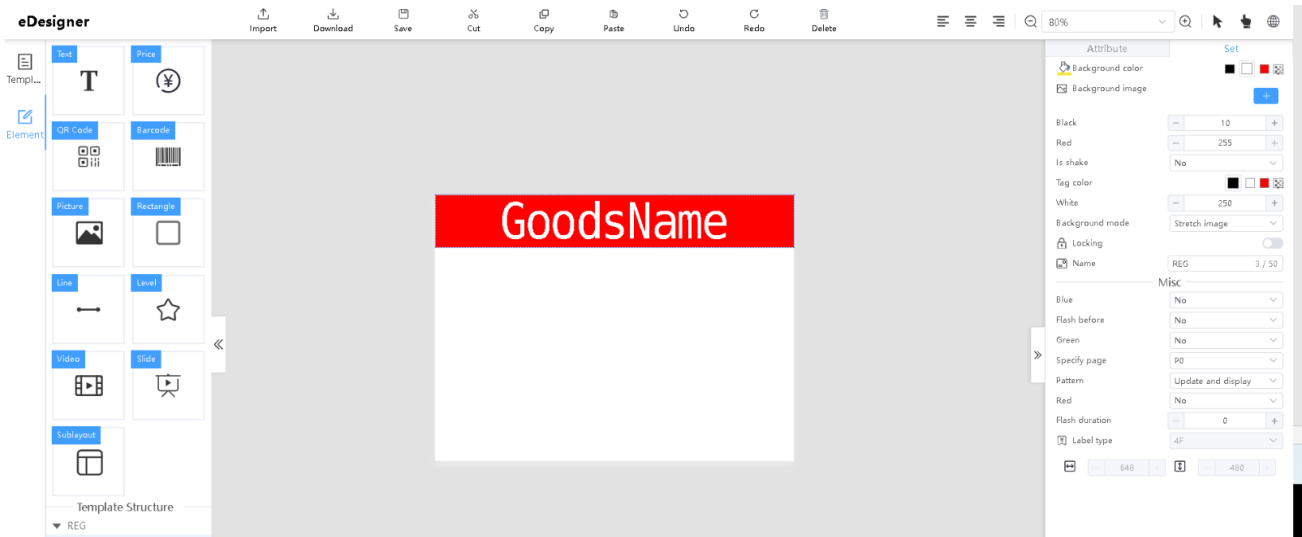 eDesigner
Import Download Save Cut Copy Paste Undo Redo Delete
80%
Templ...
Element
Text Price
T
QR Code Barcode
Picture Rectangle
Line Level
Video Slide
Sublayout
Template Structure
REG
GoodsName
Attribute Set
Background color
Background image
+
Black - 10 +
Red - 255 +
Is shake No
Tag color
White - 250 +
Background mode Stretch image
Locking
Name REG 3 / 50
Misc
Blue No
Flash before No
Green No
Specify page P0
Pattern Update and display
Red No
Flash duration - 0 +
Label type 4F
- 648 + - 480 +